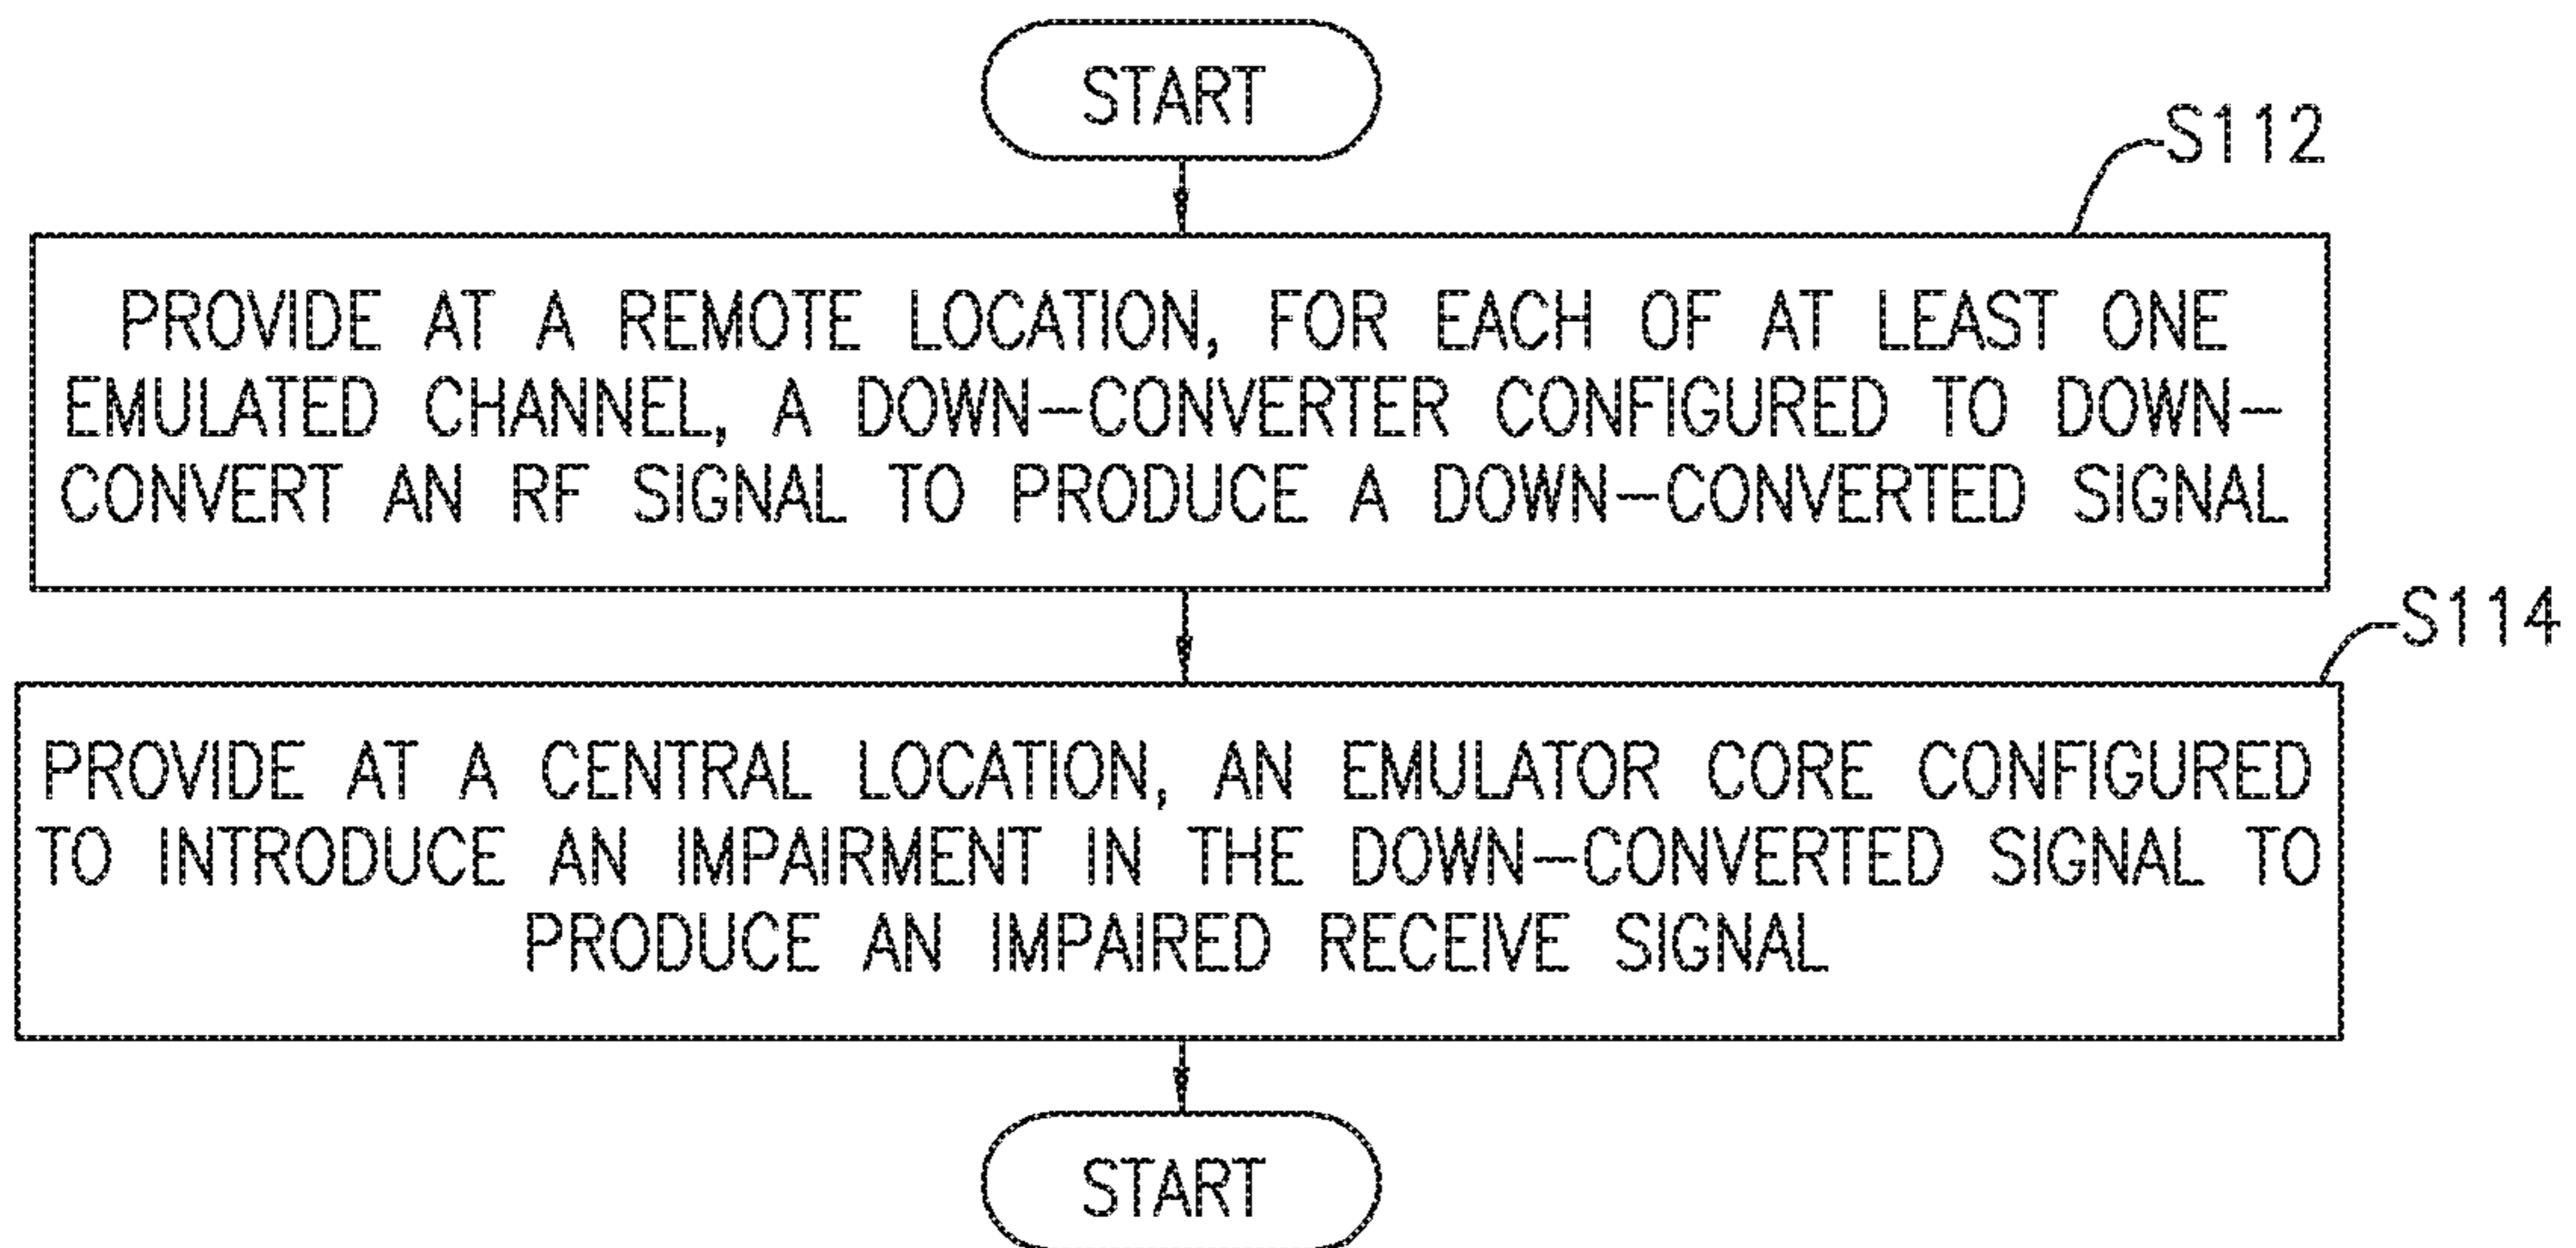 START
S112
PROVIDE AT A REMOTE LOCATION, FOR EACH OF AT LEAST ONE
EMULATED CHANNEL, A DOWN-CONVERTER CONFIGURED TO DOWN-
CONVERT AN RF SIGNAL TO PRODUCE A DOWN-CONVERTED SIGNAL
S114
PROVIDE AT A CENTRAL LOCATION, AN EMULATOR CORE CONFIGURED
TO INTRODUCE AN IMPAIRMENT IN THE DOWN-CONVERTED SIGNAL TO
PRODUCE AN IMPAIRED RECEIVE SIGNAL
START